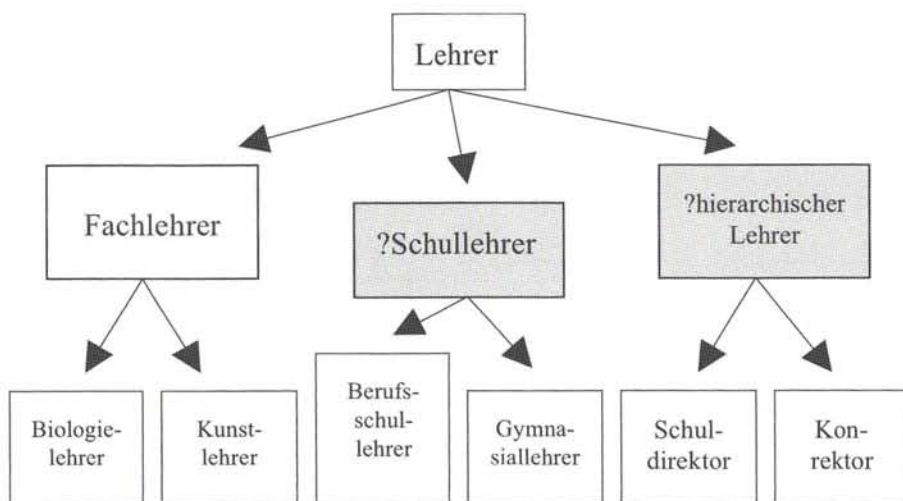 Lehrer
Fachlehrer
?Schullehrer
?hierarchischer
Lehrer
Biologie-
lehrer
Kunst-
lehrer
Berufs-
schul-
lehrer
Gymna-
siallehrer
Schul-
direktor
Kon-
rektor